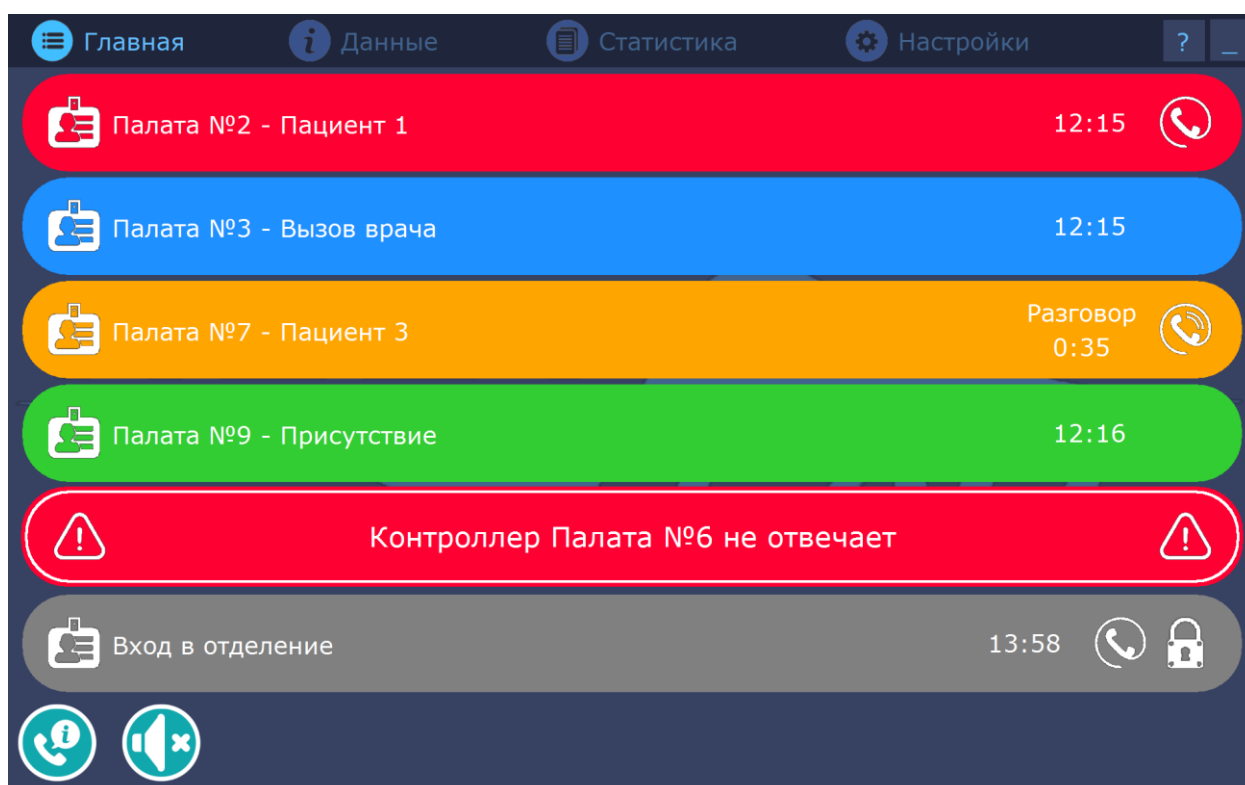 Главная Данные Статистика Настройки ? _
Палата №2 - Пациент 1 12:15
Палата №3 - Вызов врача 12:15
Палата №7 - Пациент 3 Разговор 0:35
Палата №9 - Присутствие 12:16
Контроллер Палата №6 не отвечает
Вход в отделение 13:58